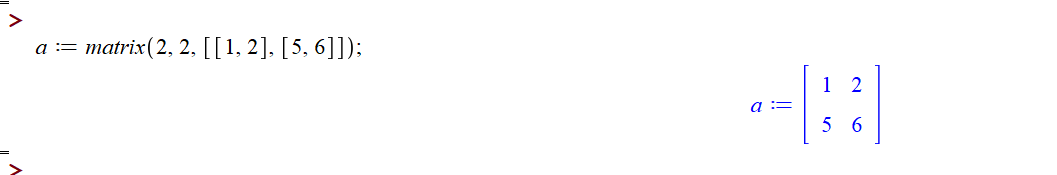 >
a := matrix(2, 2, [[1, 2], [5, 6]]);
a := [ 1 2
5 6 ]
>